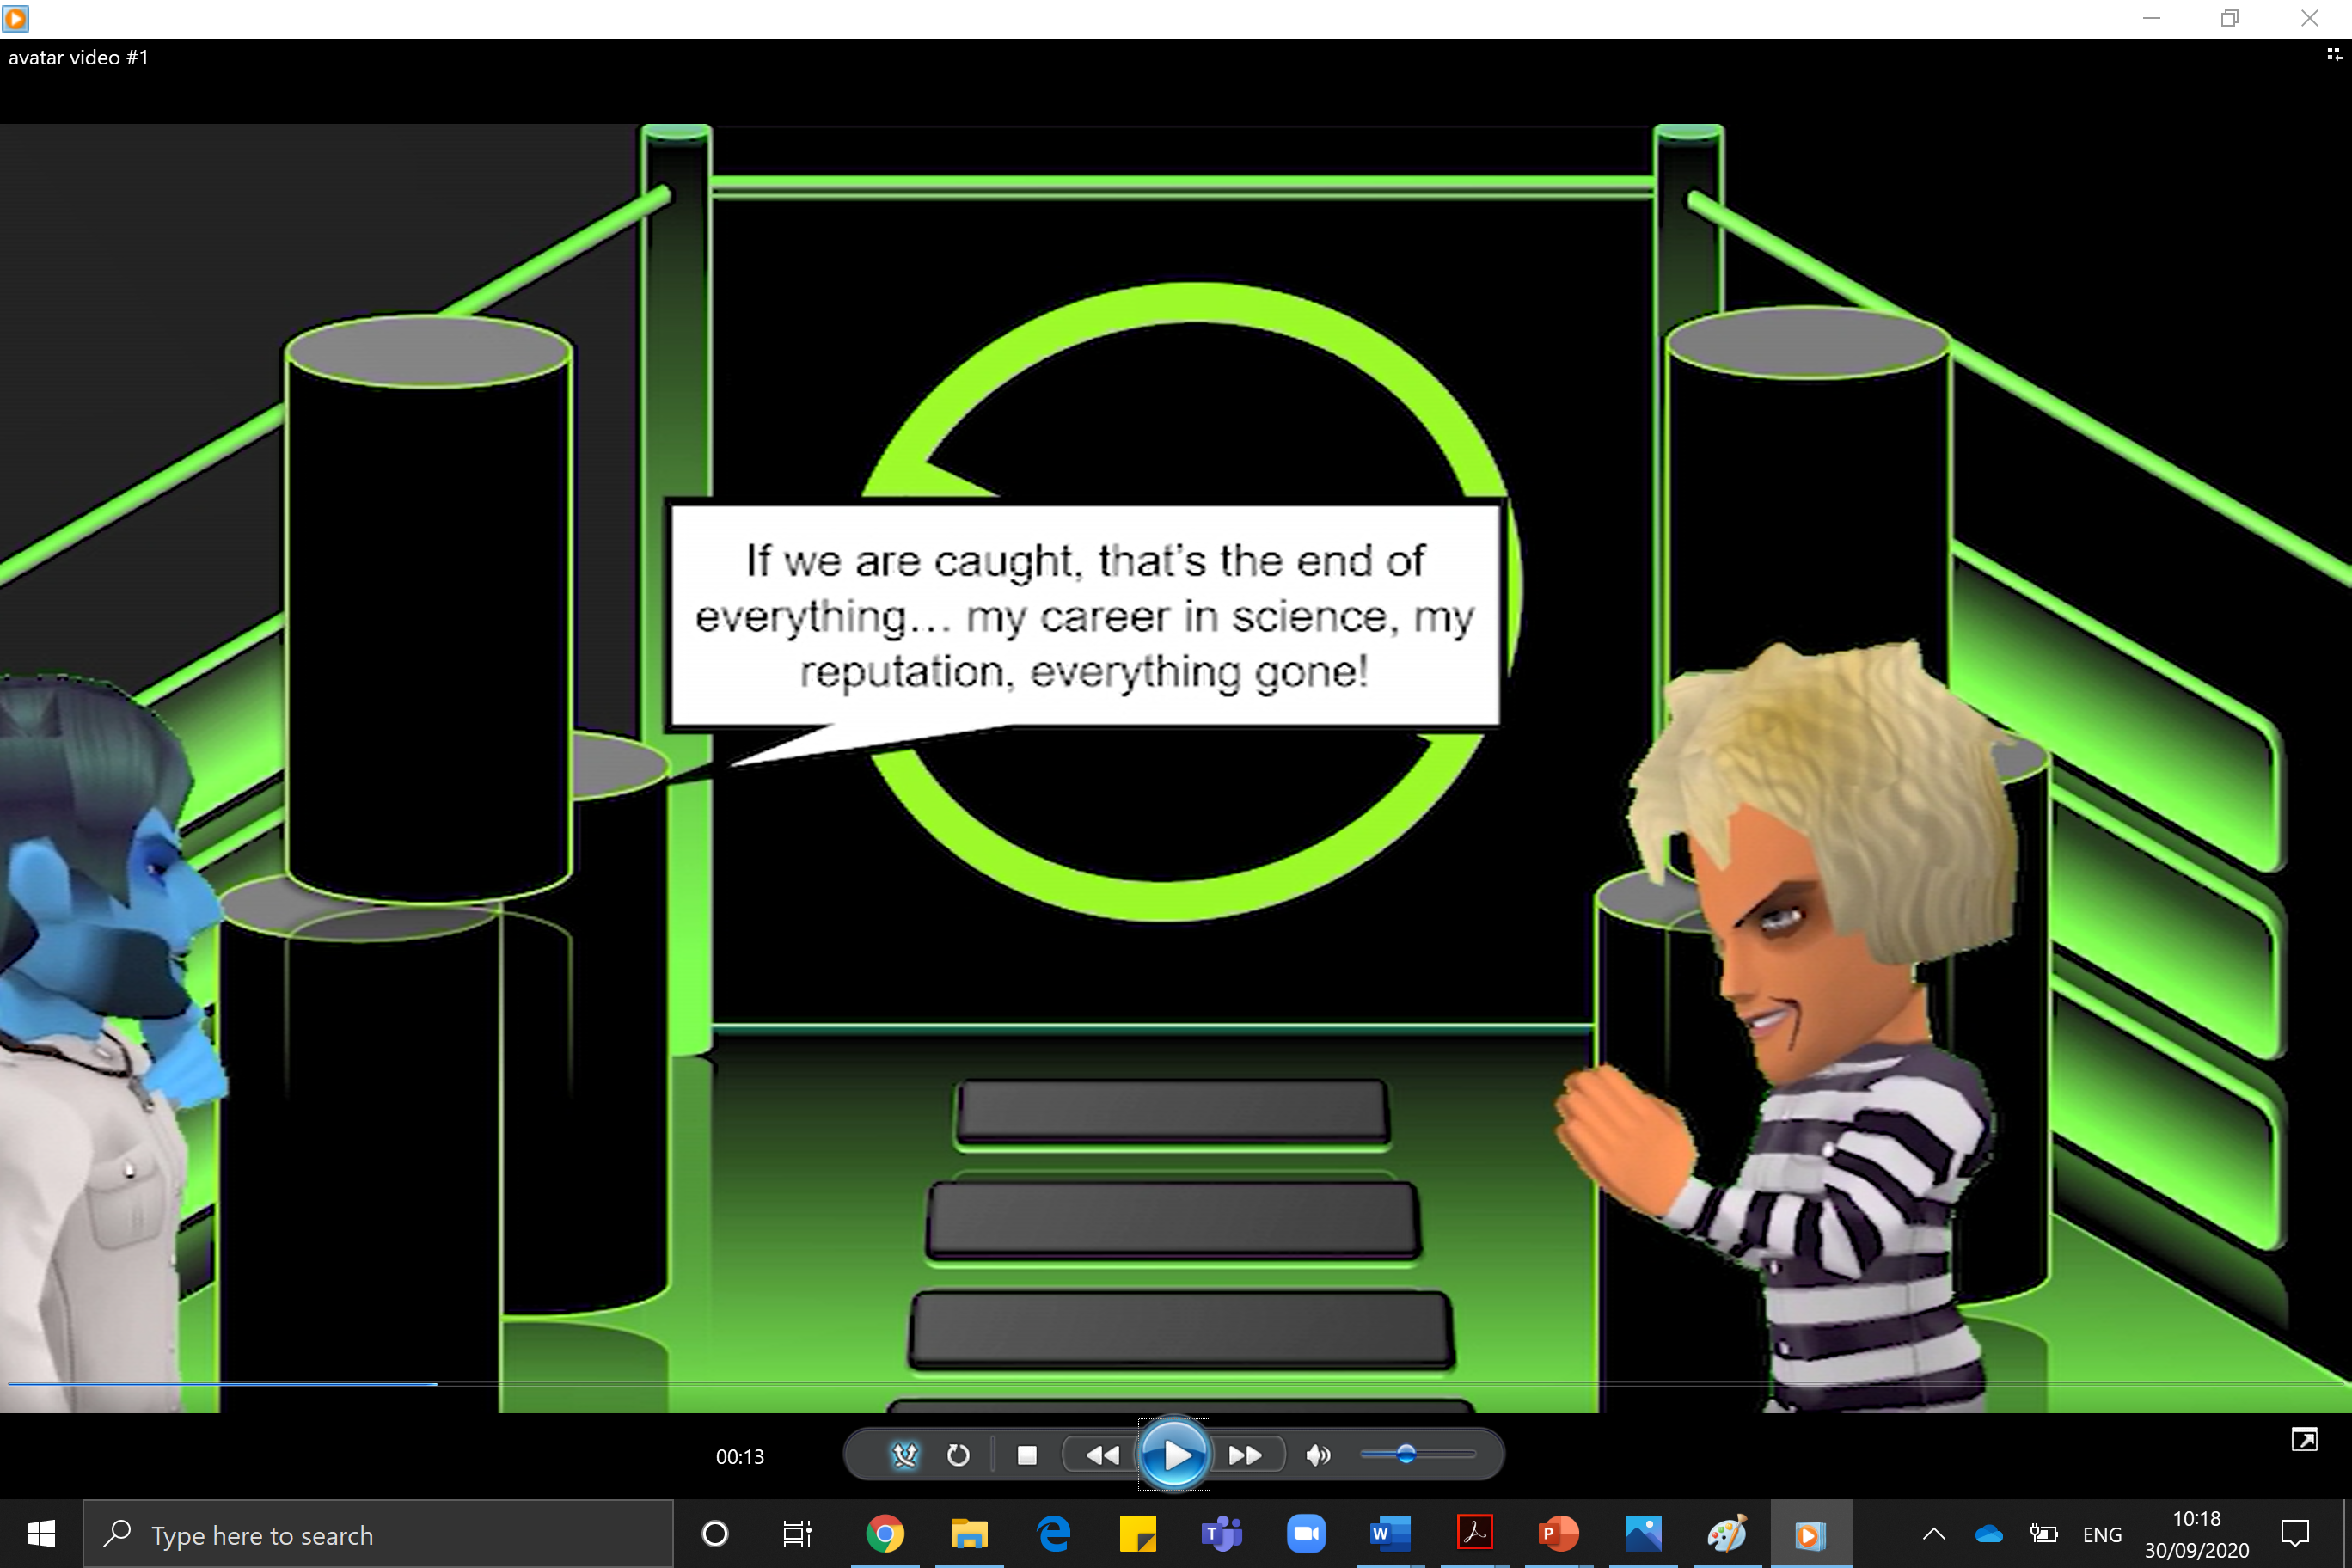 avatar video #1
If we are caught, that’s the end of
everything... my career in science, my
reputation, everything gone!
00:13
Type here to search
ENG
10:18
30/09/2020